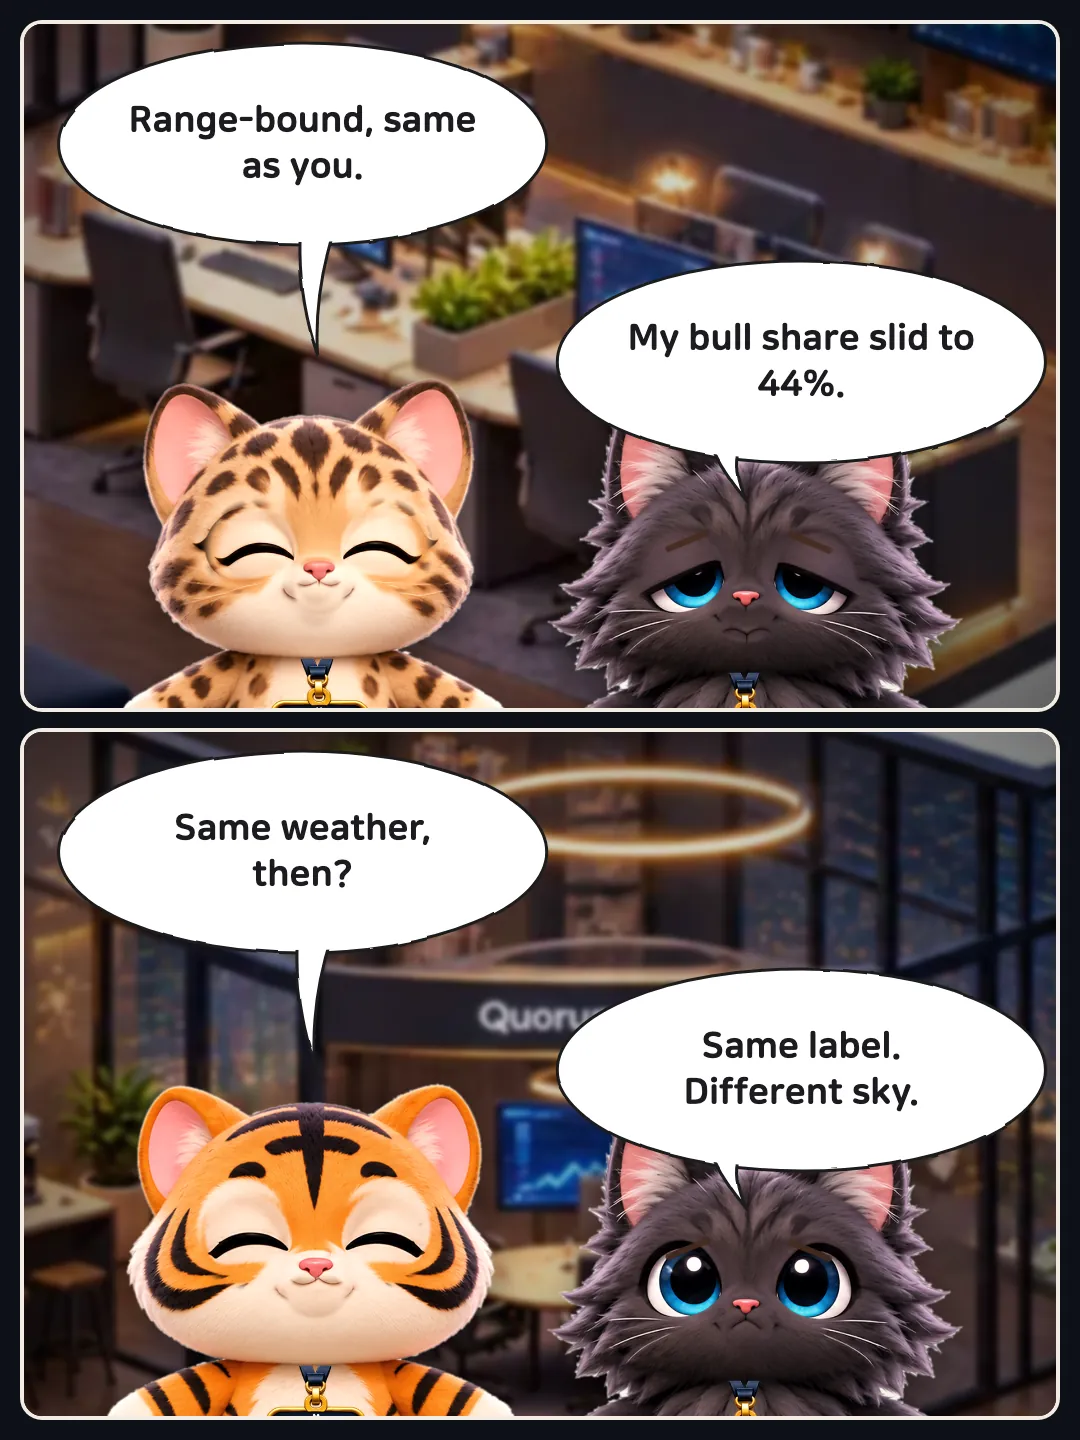 Range-bound, same
as you.
My bull share slid to
44%.
Same weather,
then?
Same label.
Different sky.